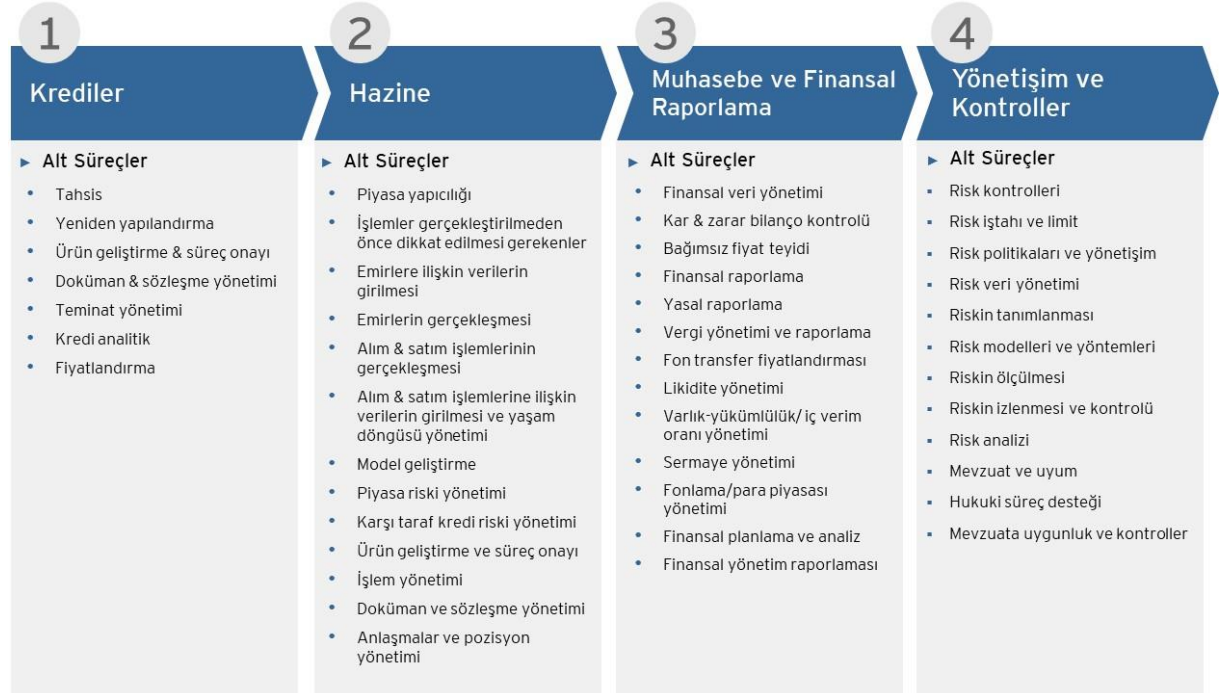 1
Krediler
► Alt Süreçler
• Tahsis
• Yeniden yapılandırma
• Ürün geliştirme & süreç onayı
• Doküman & sözleşme yönetimi
• Teminat yönetimi
• Kredi analitik
• Fiyatlandırma
2
Hazine
► Alt Süreçler
• Piyasa yapıcılığı
• İşlemler gerçekleştirilmeden
önce dikkat edilmesi gerekenler
• Emirlere ilişkin verilerin
girilmesi
• Emirlerin gerçekleşmesi
• Alım & satım işlemlerinin
gerçekleşmesi
• Alım & satım işlemlerine ilişkin
verilerin girilmesi ve yaşam
döngüsü yönetimi
• Model geliştirme
• Piyasa riski yönetimi
• Karşı taraf kredi riski yönetimi
• Ürün geliştirme ve süreç onayı
• İşlem yönetimi
• Doküman ve sözleşme yönetimi
• Anlaşmalar ve pozisyon
yönetimi
3
Muhasebe ve Finansal
Raporlama
► Alt Süreçler
• Finansal veri yönetimi
• Kar & zarar bilanço kontrolü
• Bağımsız fiyat teyidi
• Finansal raporlama
• Yasal raporlama
• Vergi yönetimi ve raporlama
• Fon transfer fiyatlandırması
• Likidite yönetimi
• Varlık-yükümlülük/ iç verim
oranı yönetimi
• Sermaye yönetimi
• Fonlama/para piyasası
yönetimi
• Finansal planlama ve analiz
• Finansal yönetim raporlaması
4
Yönetişim ve
Kontroller
► Alt Süreçler
▪ Risk kontrolleri
▪ Risk iştahı ve limit
▪ Risk politikaları ve yönetişim
▪ Risk veri yönetimi
▪ Riskin tanımlanması
▪ Risk modelleri ve yöntemleri
▪ Riskin ölçülmesi
▪ Riskin izlenmesi ve kontrolü
▪ Risk analizi
▪ Mevzuat ve uyum
▪ Hukuki süreç desteği
▪ Mevzuata uygunluk ve kontroller